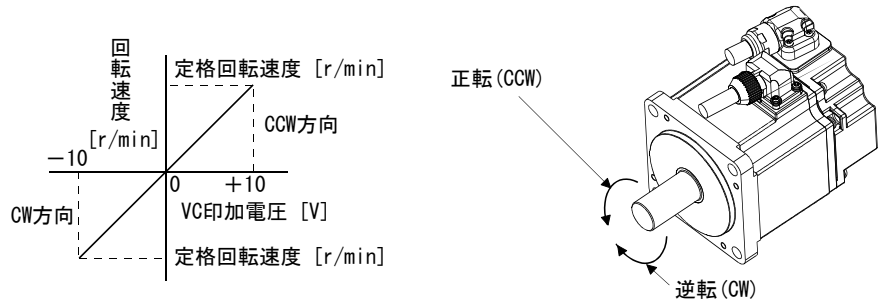 回転速度
[r/min]
定格回転速度 [r/min]
CCW方向
−10
0
+10
CW方向
VC印加電圧 [V]
定格回転速度 [r/min]
正転(CCW)
逆転(CW)